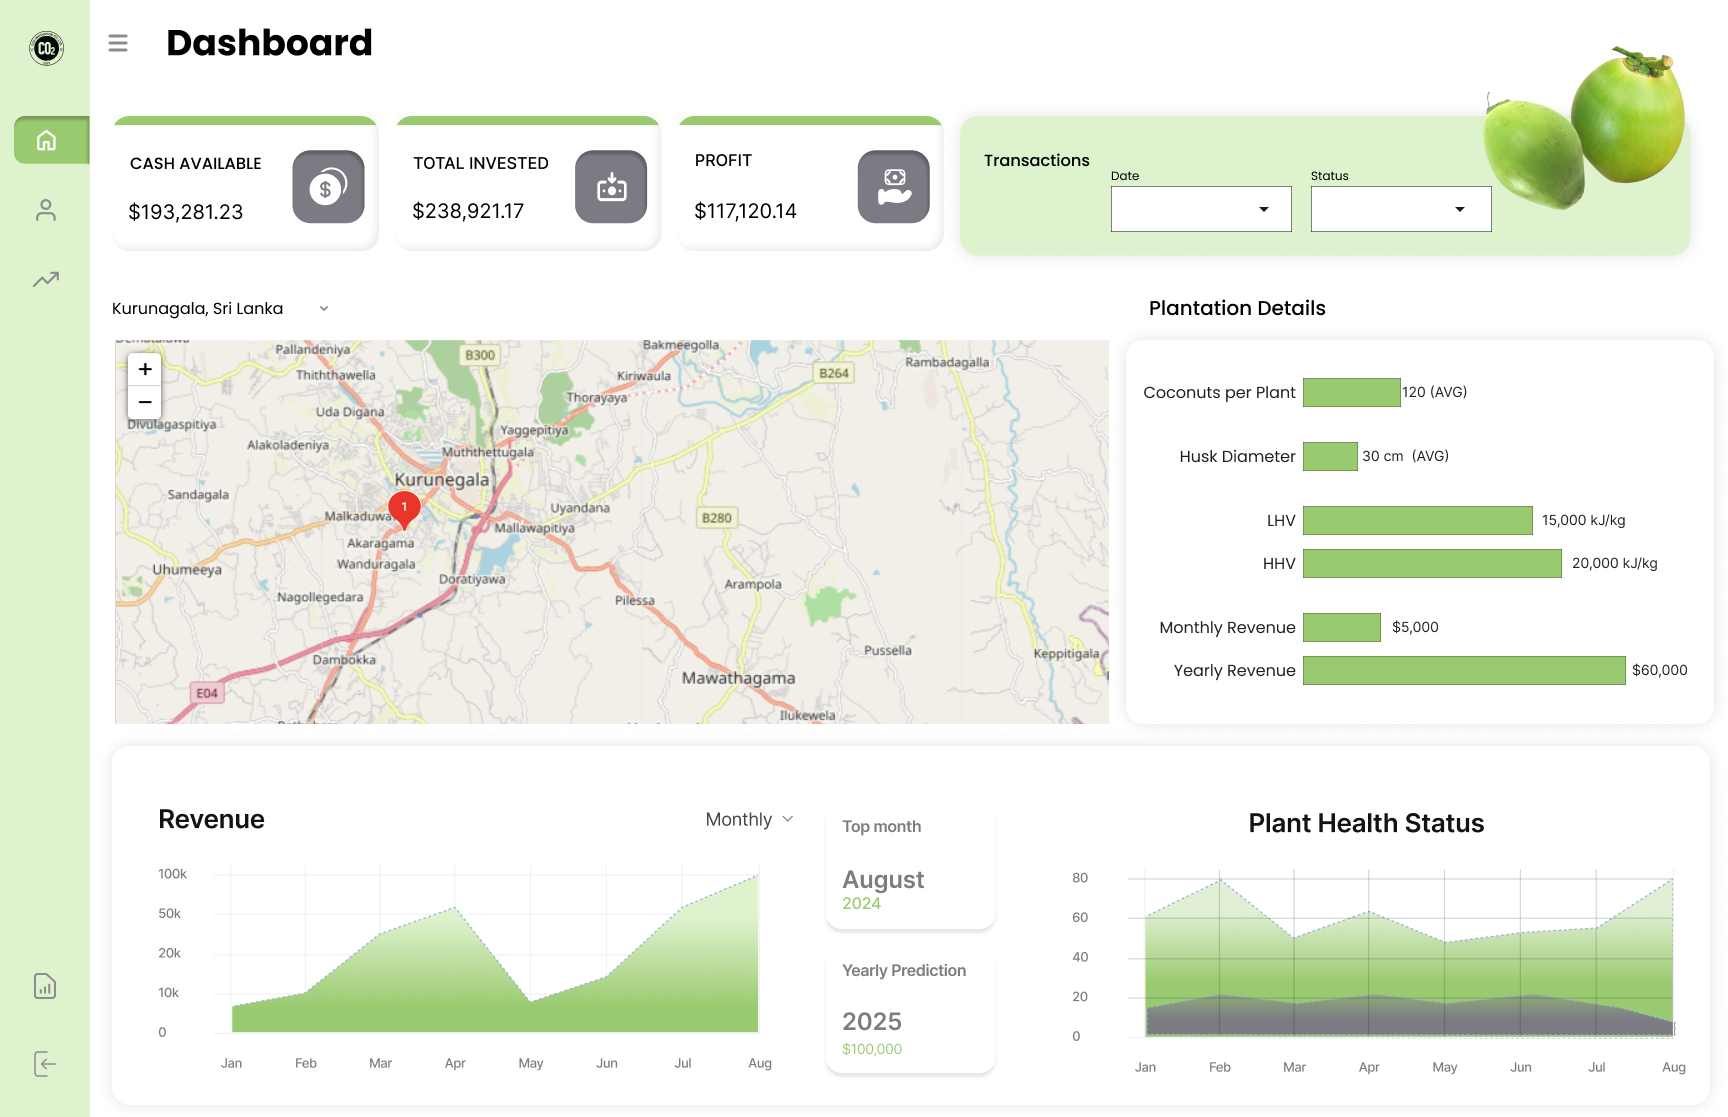 CO2
Dashboard
CASH AVAILABLE
$193,281.23
TOTAL INVESTED
$238,921.17
PROFIT
$117,120.14
Transactions
Date
Status
Kurunagala, Sri Lanka
+
−
Pallandeniya
B300
Bakmeegolla
Rambadagalla
Thiththawella
Kiriwaula
B264
Uda Digana
Thorayaya
Divulagaspitiya
Yaggepitiya
Alakoladeniya
Muththettugala
Kurunegala
Sandagala
1
Uyandana
B280
Malkaduwa
Mallawapitiya
Akaragama
Wanduragala
Uhumeeya
Doratiyawa
Arampola
Nagollegedara
Pilessa
Dambokka
Pussella
Keppitigala
Mawathagama
E04
Ilukewela
Plantation Details
Coconuts per Plant 120 (AVG)
Husk Diameter 30 cm (AVG)
LHV 15,000 kJ/kg
HHV 20,000 kJ/kg
Monthly Revenue $5,000
Yearly Revenue $60,000
Revenue
Monthly
100k
50k
20k
10k
0
Jan Feb Mar Apr May Jun Jul Aug
Top month
August
2024
Yearly Prediction
2025
$100,000
Plant Health Status
80
60
40
20
0
Jan Feb Mar Apr May Jun Jul Aug